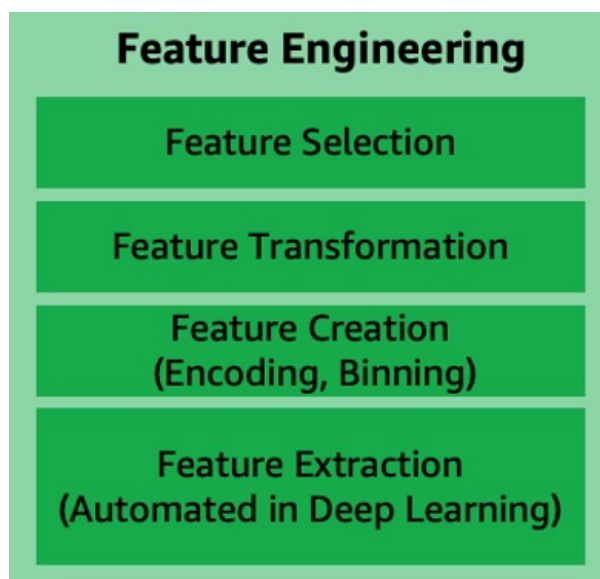 Feature Engineering
Feature Selection
Feature Transformation
Feature Creation
(Encoding, Binning)
Feature Extraction
(Automated in Deep Learning)